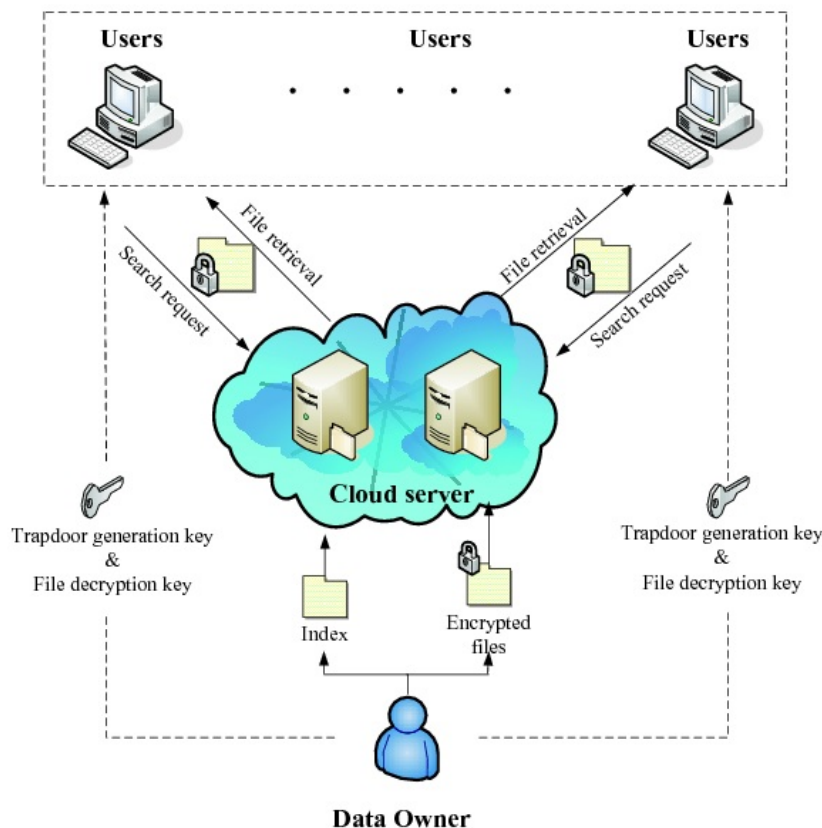 Users
Users
Users
File retrieval
Search request
File retrieval
Search request
Cloud server
Trapdoor generation key
&
File decryption key
Trapdoor generation key
&
File decryption key
Index
Encrypted
files
Data Owner